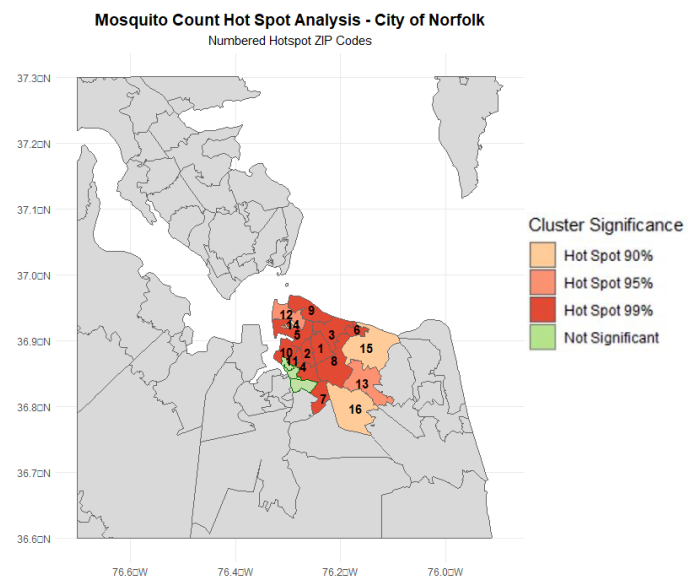 Mosquito Count Hot Spot Analysis - City of Norfolk
Numbered Hotspot ZIP Codes
37.3□N
37.2□N
37.1□N
37.0□N
36.9□N
36.8□N
36.7□N
36.6□N
9
12
14
6
5
3
15
1
10
2
11
8
4
13
7
16
76.6□W
76.4□W
76.2□W
76.0□W
Cluster Significance
Hot Spot 90%
Hot Spot 95%
Hot Spot 99%
Not Significant